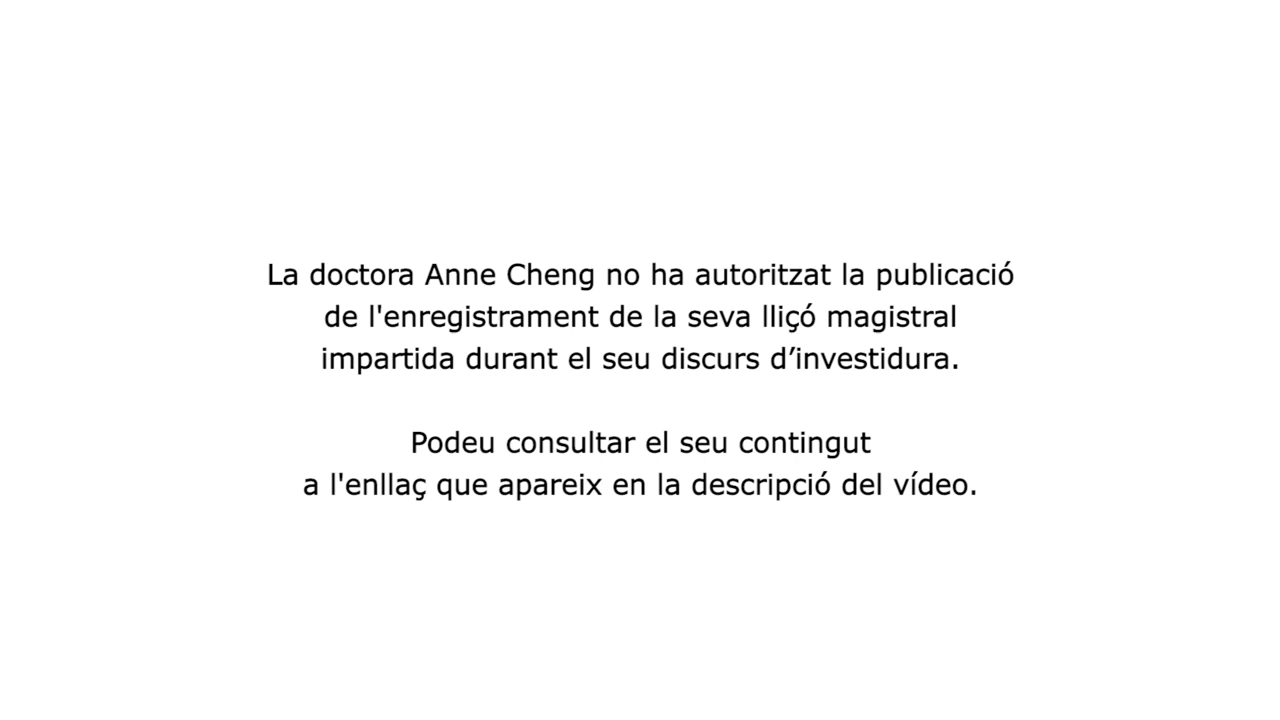 La doctora Anne Cheng no ha autoritzat la publicació
de l'enregistrament de la seva lliçó magistral
impartida durant el seu discurs d’investidura.
Podeu consultar el seu contingut
a l'enllaç que apareix en la descripció del vídeo.